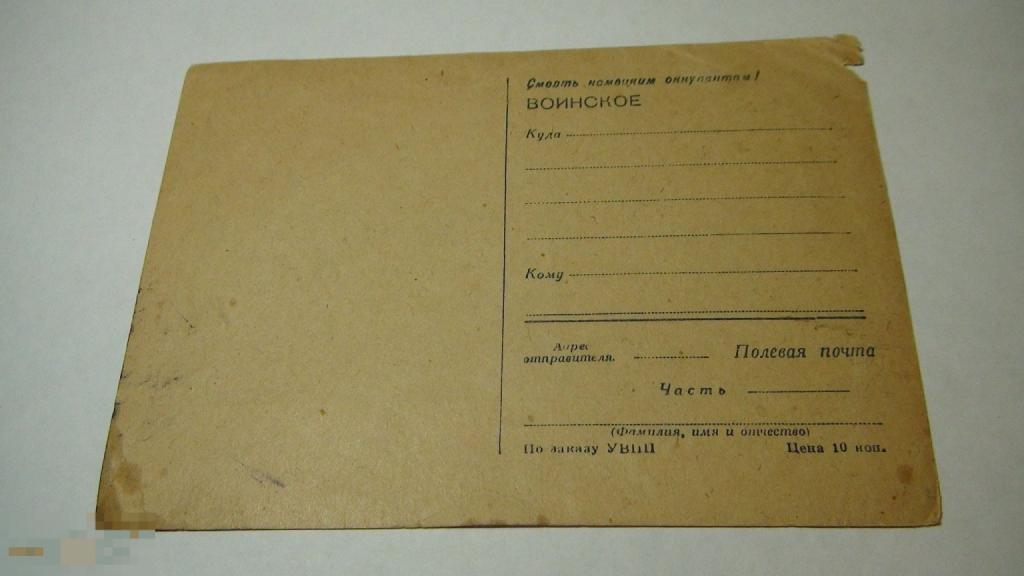 Смерть немецким оккупантам!
ВОИНСКОЕ
Куда
Кому
Адрес
отправителя.
Полевая почта
Часть
(Фамилия, имя и отчество)
По заказу УВПП
Цена 10 коп.